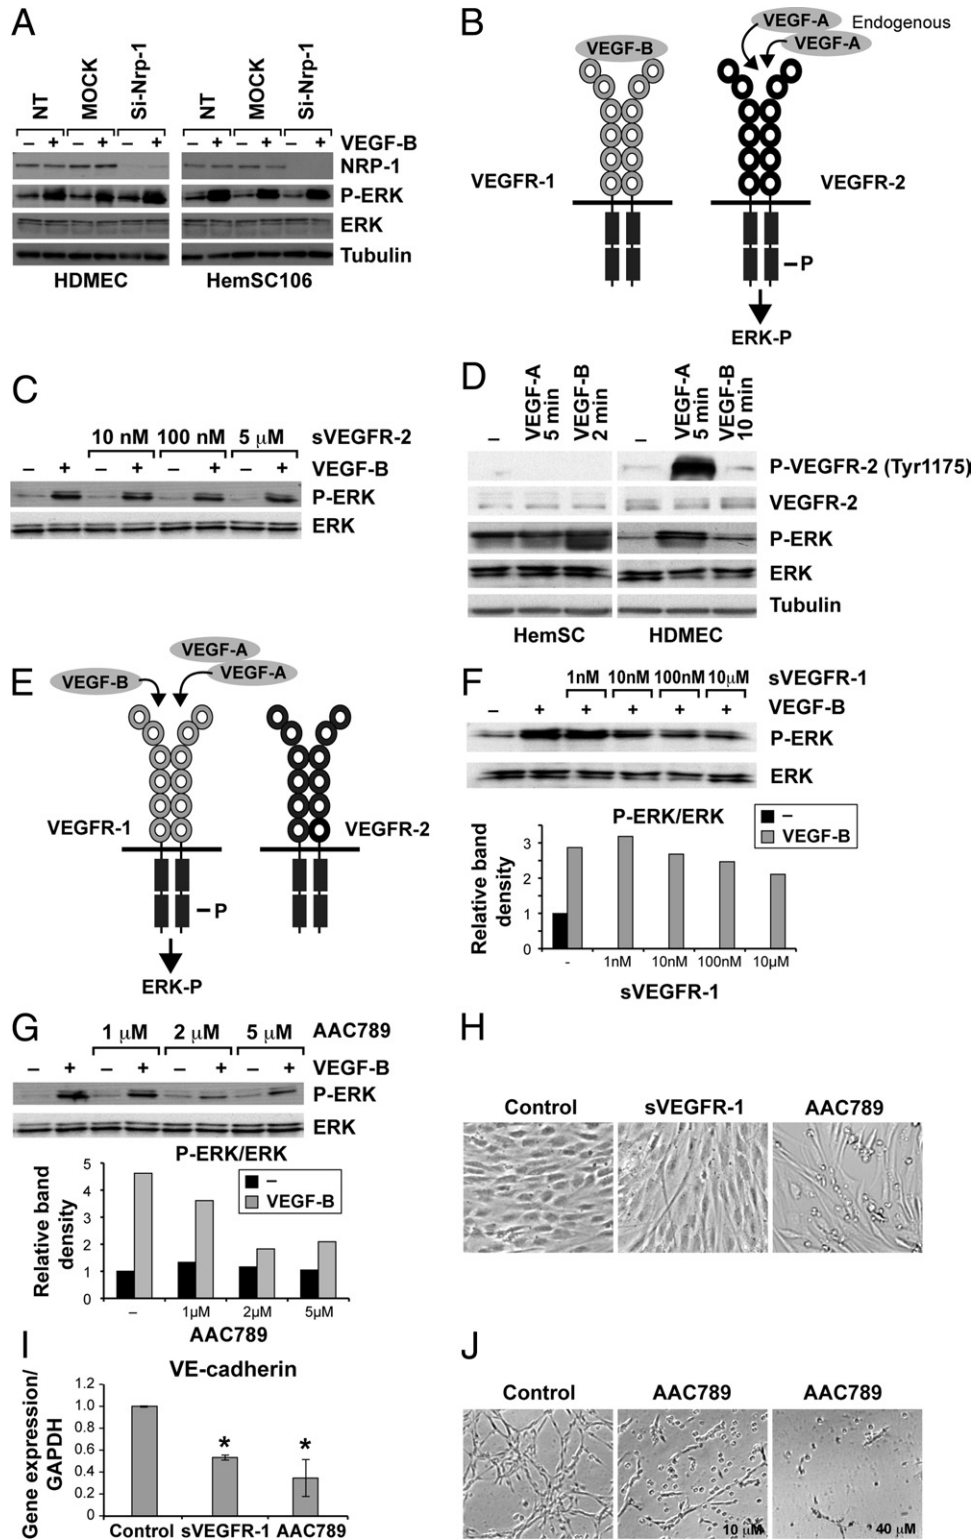 A
NT
MOCK
Si-Nrp-1
NT
MOCK
Si-Nrp-1
– + – + – + – + – + – + VEGF-B
NRP-1
P-ERK
ERK
Tubulin
HDMEC HemSC106
B
VEGF-A Endogenous
VEGF-B VEGF-A
VEGFR-1 VEGFR-2
–P
ERK-P
C
10 nM 100 nM 5 μM sVEGFR-2
– + – + – + – + VEGF-B
P-ERK
ERK
D
–
VEGF-A 5 min
VEGF-B 2 min
–
VEGF-A 5 min
VEGF-B 10 min
P-VEGFR-2 (Tyr1175)
VEGFR-2
P-ERK
ERK
Tubulin
HemSC HDMEC
E
VEGF-A
VEGF-B VEGF-A
VEGFR-1 VEGFR-2
–P
ERK-P
F
1nM 10nM 100nM 10μM sVEGFR-1
– + + + + + VEGF-B
P-ERK
ERK
P-ERK/ERK
–
VEGF-B
Relative band density
3
2
1
0
- 1nM 10nM 100nM 10μM
sVEGFR-1
G
1 μM 2 μM 5 μM AAC789
– + – + – + – + VEGF-B
P-ERK
ERK
P-ERK/ERK
–
VEGF-B
Relative band density
5
4
3
2
1
0
– 1μM 2μM 5μM
AAC789
H
Control sVEGFR-1 AAC789
I
VE-cadherin
Gene expression/ GAPDH
1.2
1.0
0.8
0.6
0.4
0.2
0
* *
Control sVEGFR-1 AAC789
J
Control AAC789 AAC789
10 μM 40 μM